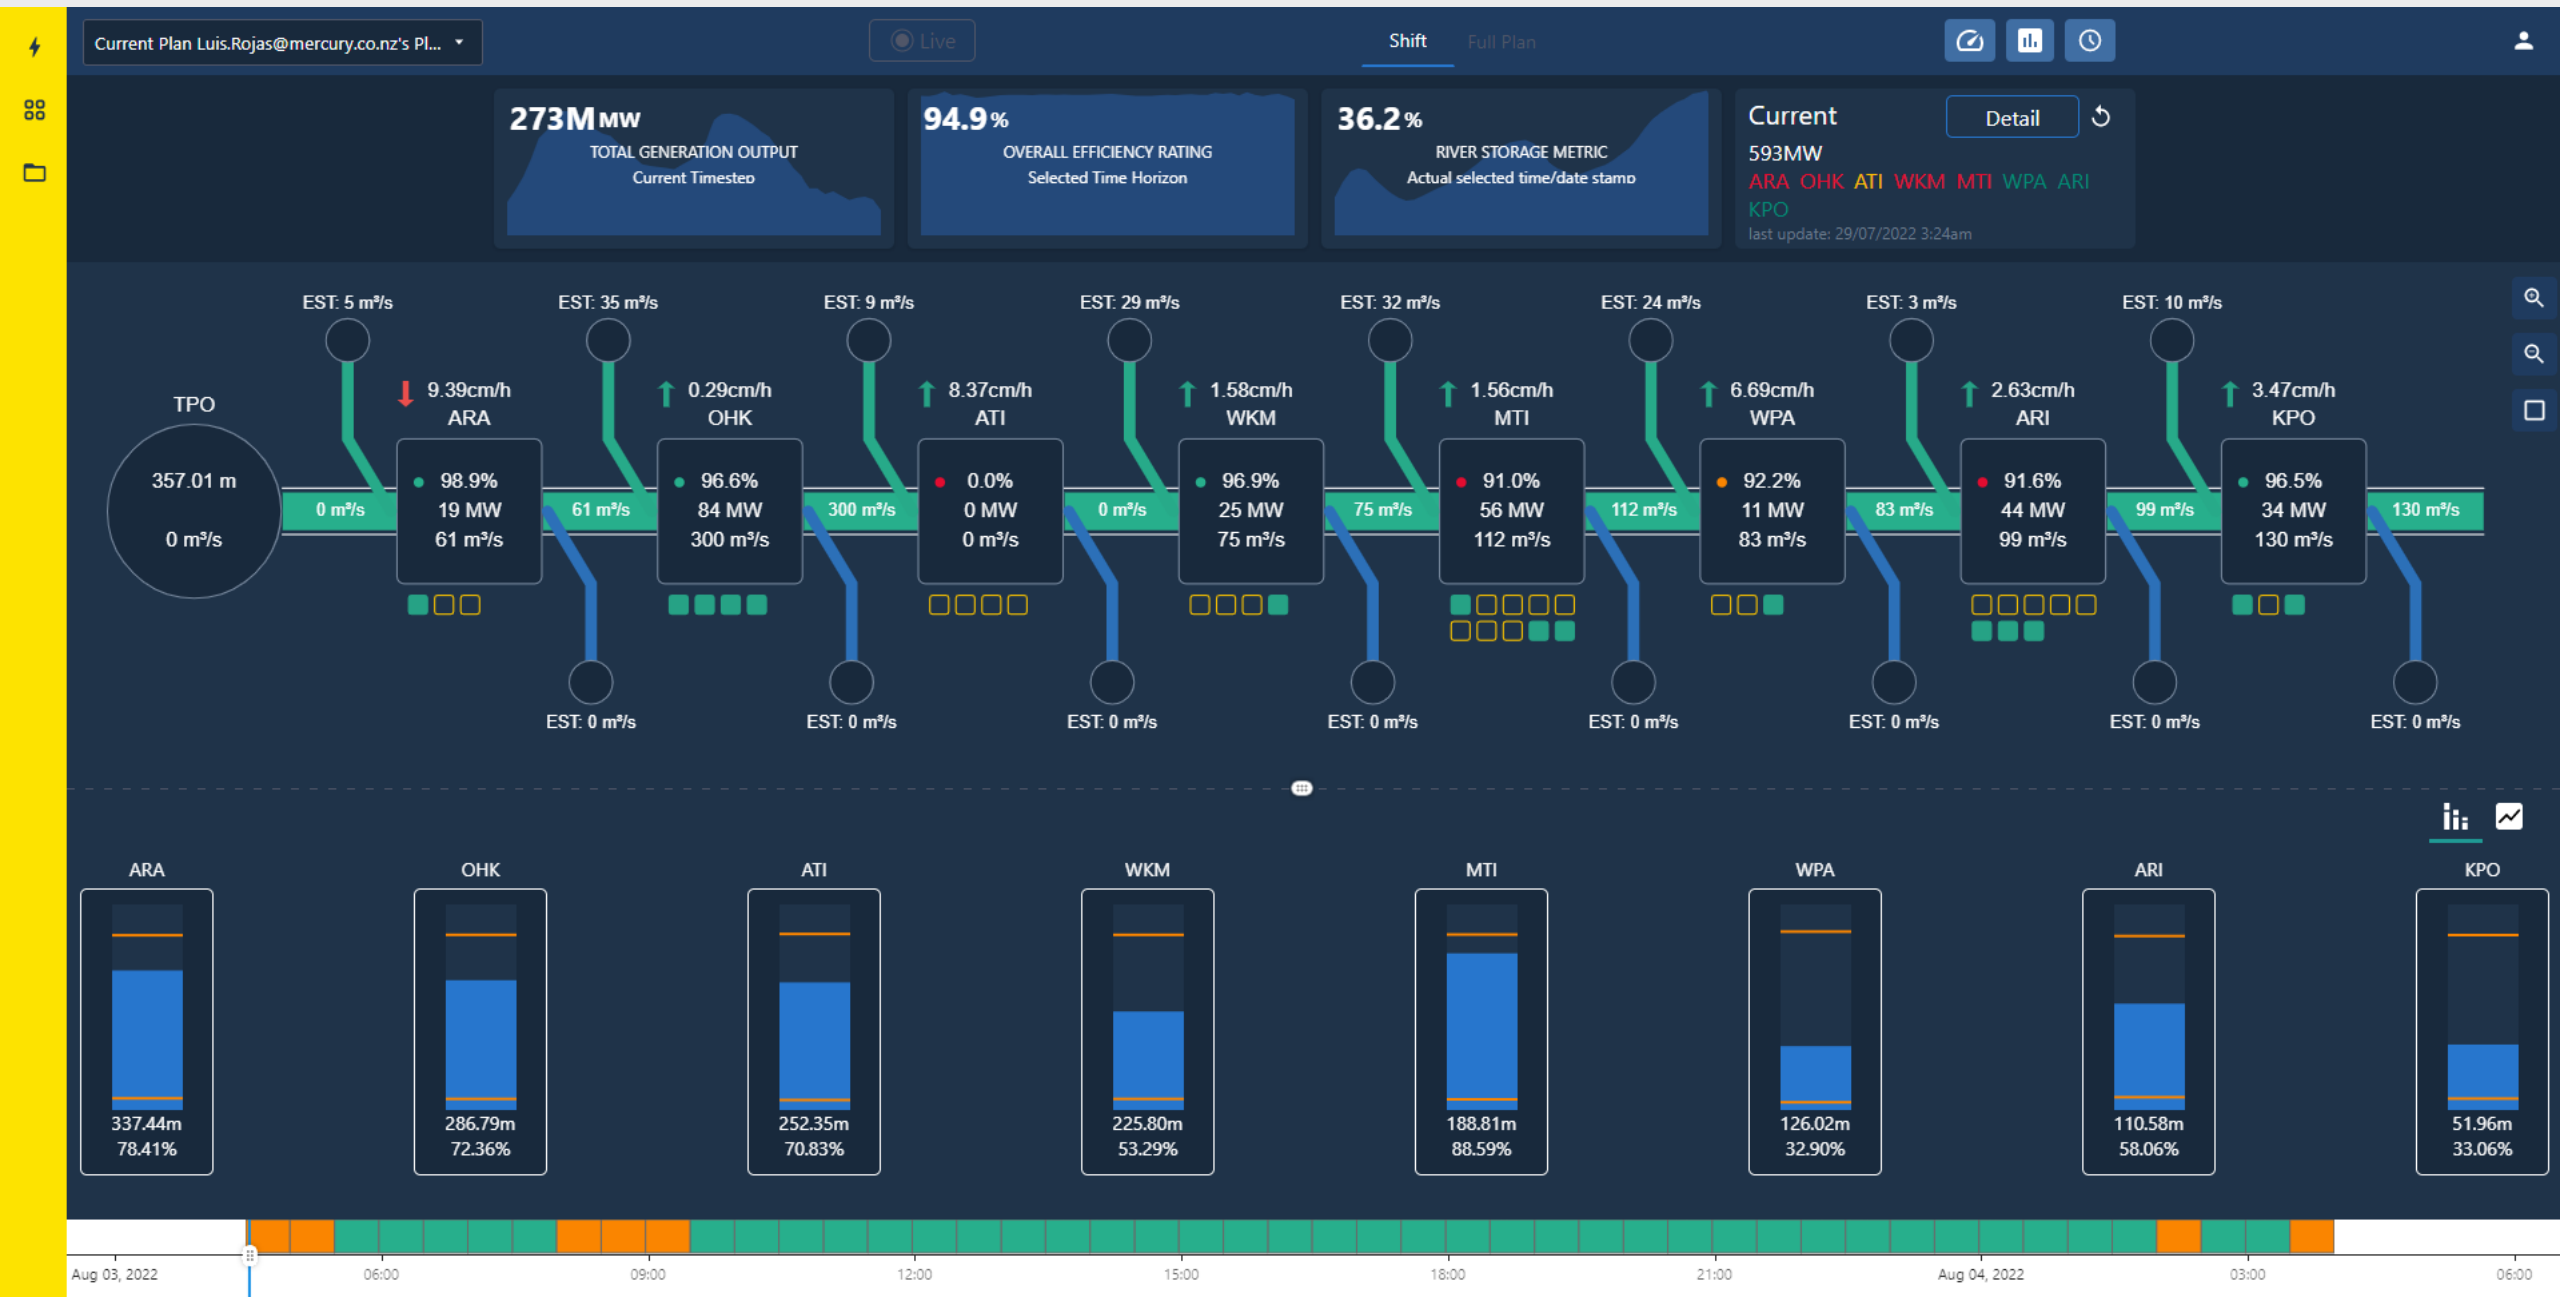 Current Plan Luis.Rojas@mercury.co.nz's Pl...
Live
Shift
Full Plan
273M MW
TOTAL GENERATION OUTPUT
Current Timestep
94.9 %
OVERALL EFFICIENCY RATING
Selected Time Horizon
36.2 %
RIVER STORAGE METRIC
Actual selected time/date stamp
Current
Detail
593MW
ARA OHK ATI WKM MTI WPA ARI
KPO
last update: 29/07/2022 3:24am
EST: 5 m³/s
EST: 35 m³/s
EST: 9 m³/s
EST: 29 m³/s
EST: 32 m³/s
EST: 24 m³/s
EST: 3 m³/s
EST: 10 m³/s
TPO
357.01 m
0 m³/s
0 m³/s
9.39cm/h
ARA
98.9%
19 MW
61 m³/s
61 m³/s
0.29cm/h
OHK
96.6%
84 MW
300 m³/s
300 m³/s
8.37cm/h
ATI
0.0%
0 MW
0 m³/s
0 m³/s
1.58cm/h
WKM
96.9%
25 MW
75 m³/s
75 m³/s
1.56cm/h
MTI
91.0%
56 MW
112 m³/s
112 m³/s
6.69cm/h
WPA
92.2%
11 MW
83 m³/s
83 m³/s
2.63cm/h
ARI
91.6%
44 MW
99 m³/s
99 m³/s
3.47cm/h
KPO
96.5%
34 MW
130 m³/s
130 m³/s
EST: 0 m³/s
EST: 0 m³/s
EST: 0 m³/s
EST: 0 m³/s
EST: 0 m³/s
EST: 0 m³/s
EST: 0 m³/s
EST: 0 m³/s
ARA
337.44m
78.41%
OHK
286.79m
72.36%
ATI
252.35m
70.83%
WKM
225.80m
53.29%
MTI
188.81m
88.59%
WPA
126.02m
32.90%
ARI
110.58m
58.06%
KPO
51.96m
33.06%
Aug 03, 2022
06:00
09:00
12:00
15:00
18:00
21:00
Aug 04, 2022
03:00
06:00